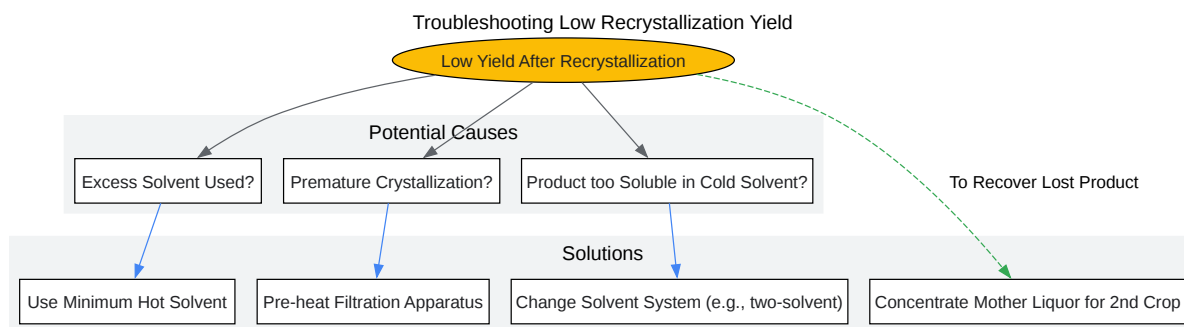 Troubleshooting Low Recrystallization Yield
Low Yield After Recrystallization
Potential Causes
Excess Solvent Used?
Premature Crystallization?
Product too Soluble in Cold Solvent?
To Recover Lost Product
Solutions
Use Minimum Hot Solvent
Pre-heat Filtration Apparatus
Change Solvent System (e.g., two-solvent)
Concentrate Mother Liquor for 2nd Crop